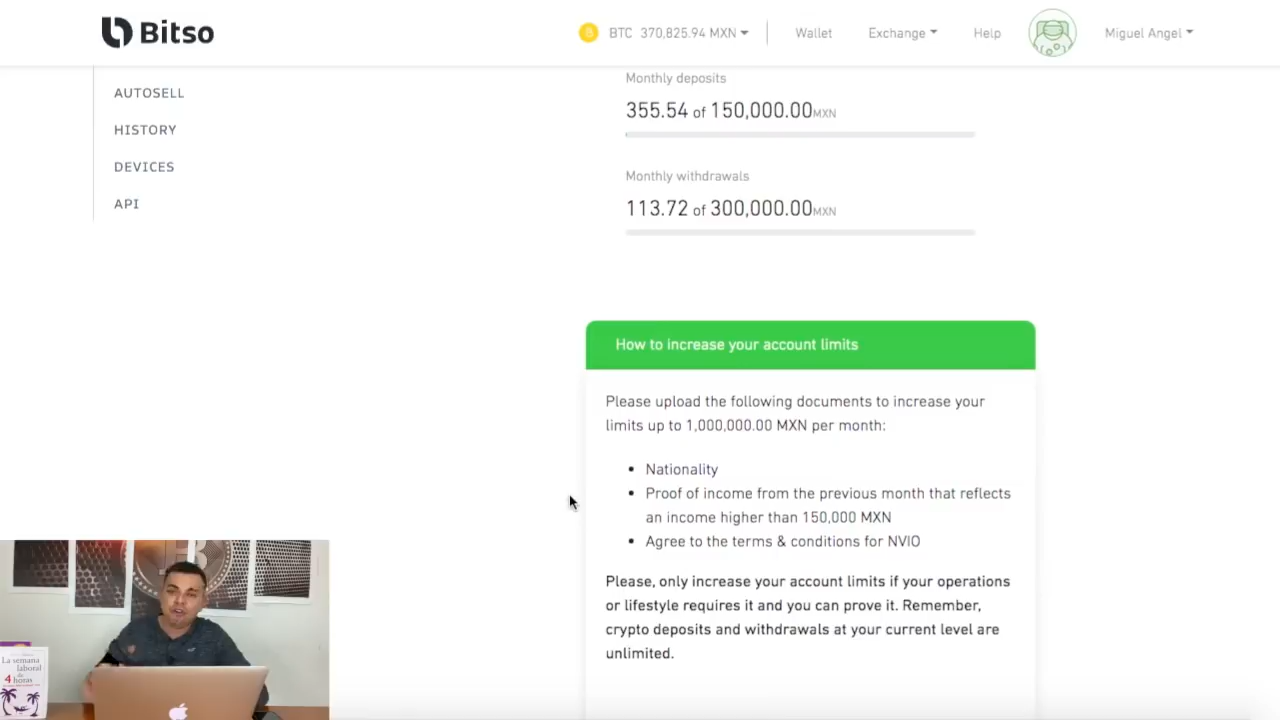 Bitso
BTC 370,825.94 MXN
Wallet
Exchange
Help
Miguel Angel
AUTOSELL
HISTORY
DEVICES
API
Monthly deposits
355.54 of 150,000.00MXN
Monthly withdrawals
113.72 of 300,000.00MXN
How to increase your account limits
Please upload the following documents to increase your
limits up to 1,000,000.00 MXN per month:
• Nationality
• Proof of income from the previous month that reflects
an income higher than 150,000 MXN
• Agree to the terms & conditions for NVIO
Please, only increase your account limits if your operations
or lifestyle requires it and you can prove it. Remember,
crypto deposits and withdrawals at your current level are
unlimited.
La semana
laboral
de
4
horas